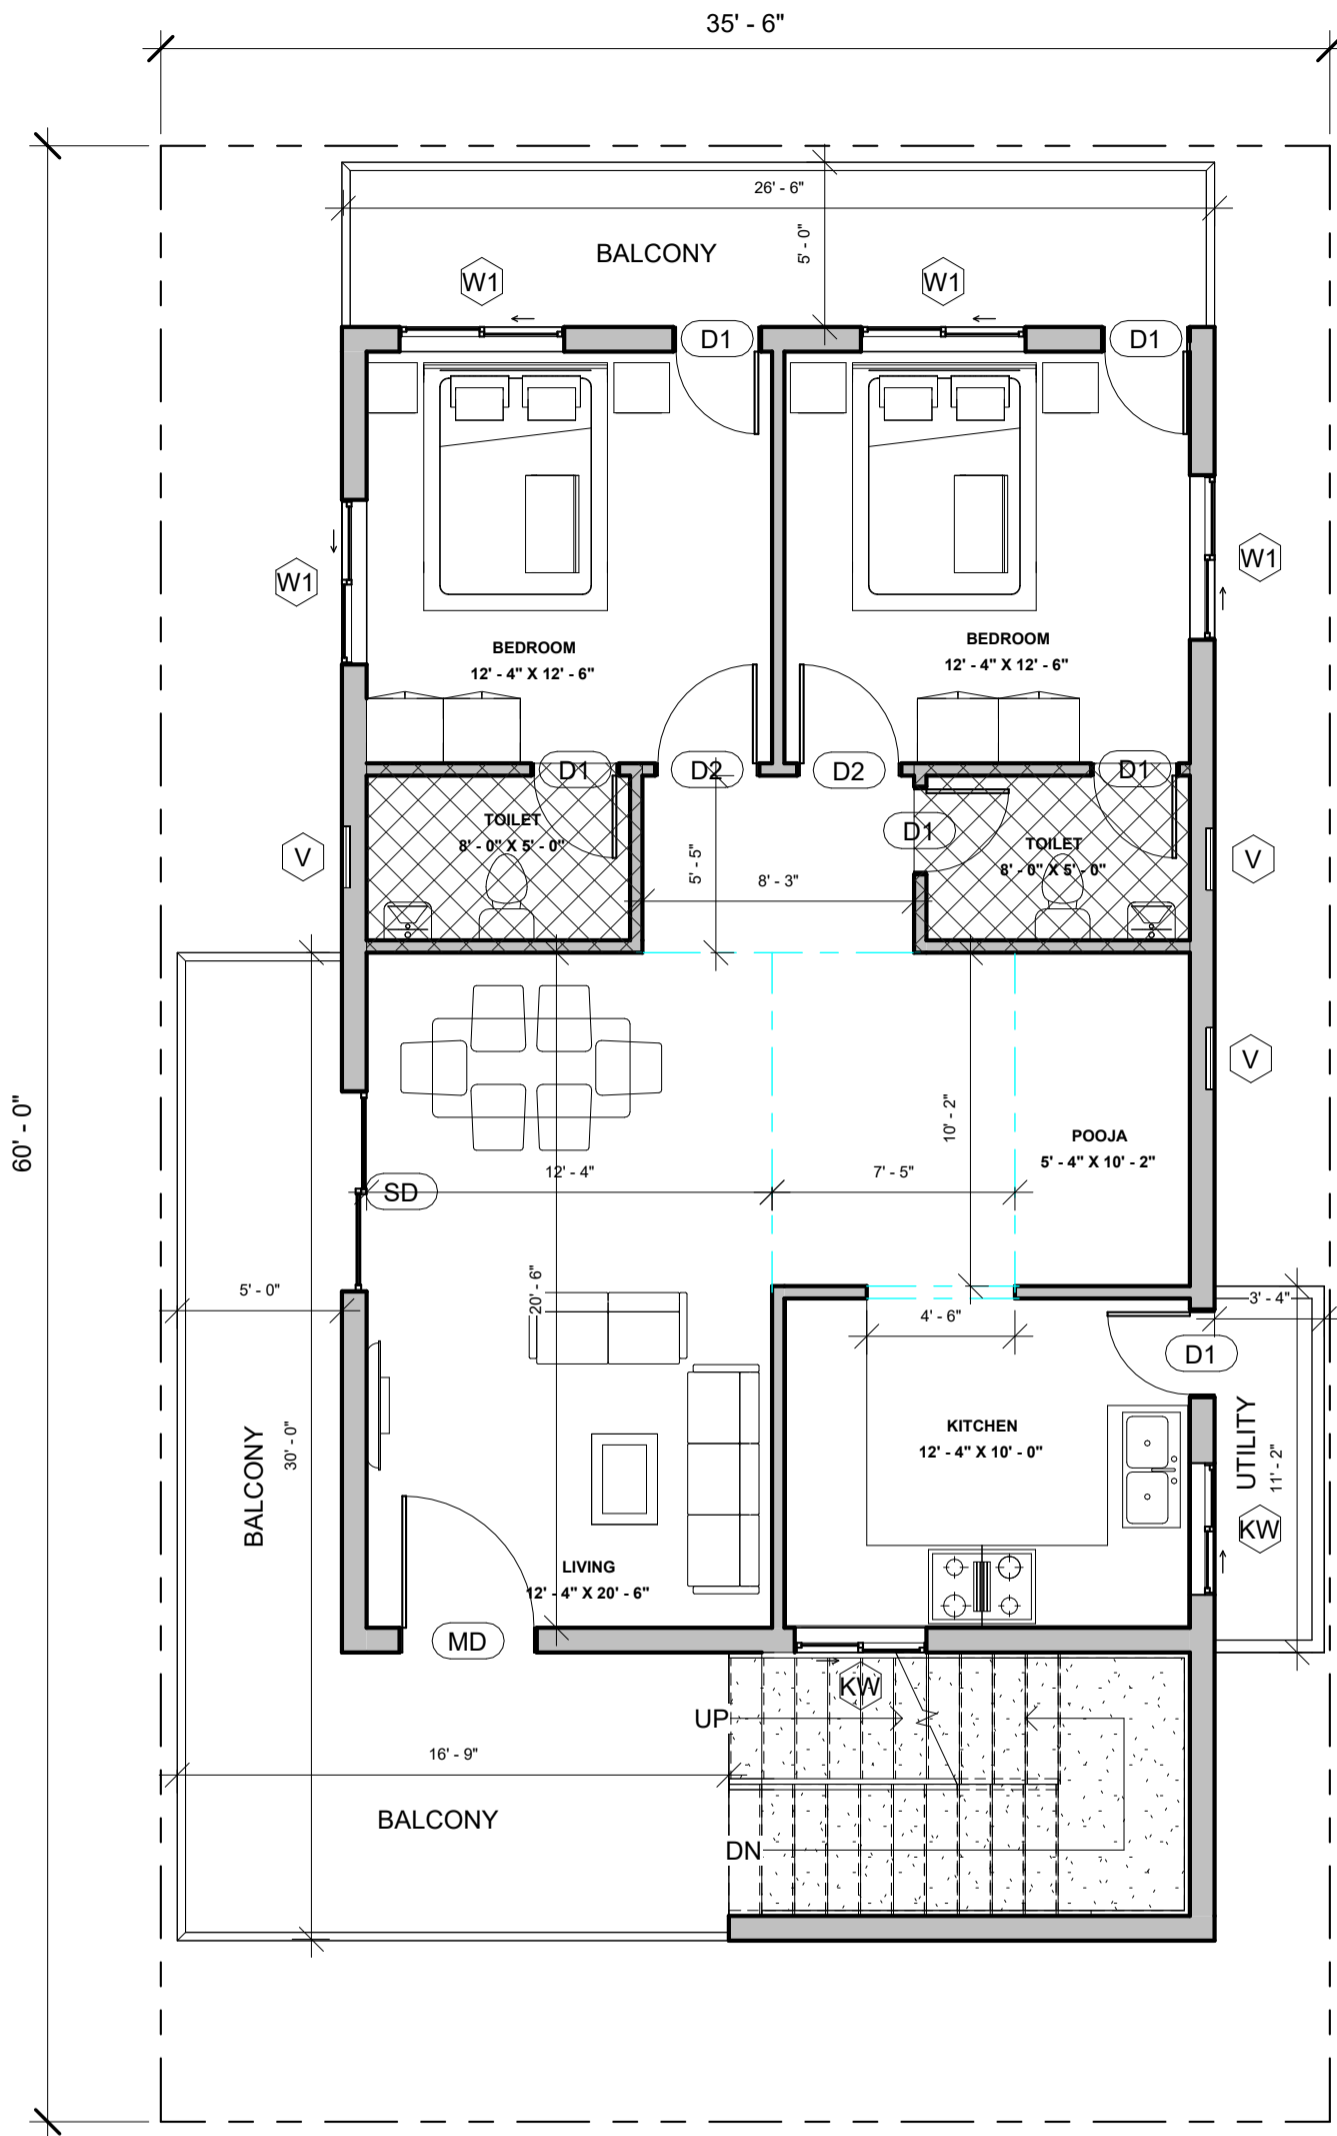 35' - 6"
26' - 6"
BALCONY
5' - 0"
W1
W1
D1
D1
W1
W1
BEDROOM
12' - 4" X 12' - 6"
BEDROOM
12' - 4" X 12' - 6"
D1
D2
D2
D1
TOILET
8' - 0" X 5' - 0"
D1
TOILET
8' - 0" X 5' - 0"
V
V
5' - 5"
8' - 3"
V
60' - 0"
10' - 2"
POOJA
5' - 4" X 10' - 2"
12' - 4"
7' - 5"
SD
5' - 0"
20' - 6"
3' - 4"
4' - 6"
D1
BALCONY
30' - 0"
KITCHEN
12' - 4" X 10' - 0"
UTILITY
11' - 2"
KW
LIVING
12' - 4" X 20' - 6"
MD
KW
UP
16' - 9"
BALCONY
DN